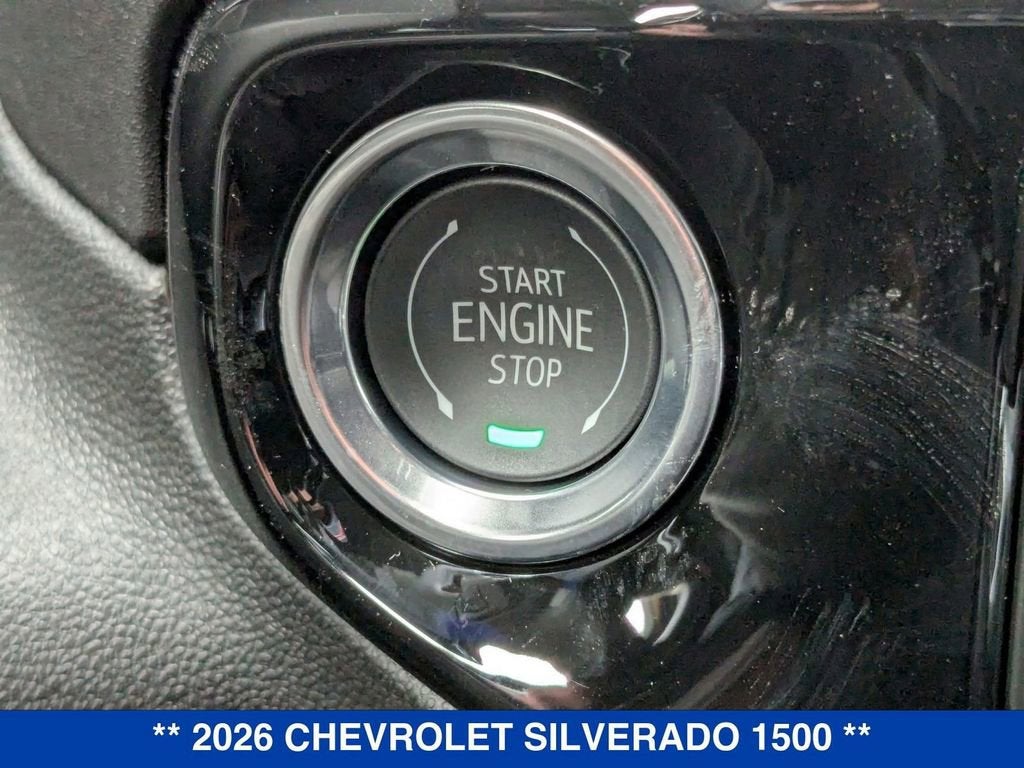 START
ENGINE
STOP
** 2026 CHEVROLET SILVERADO 1500 **